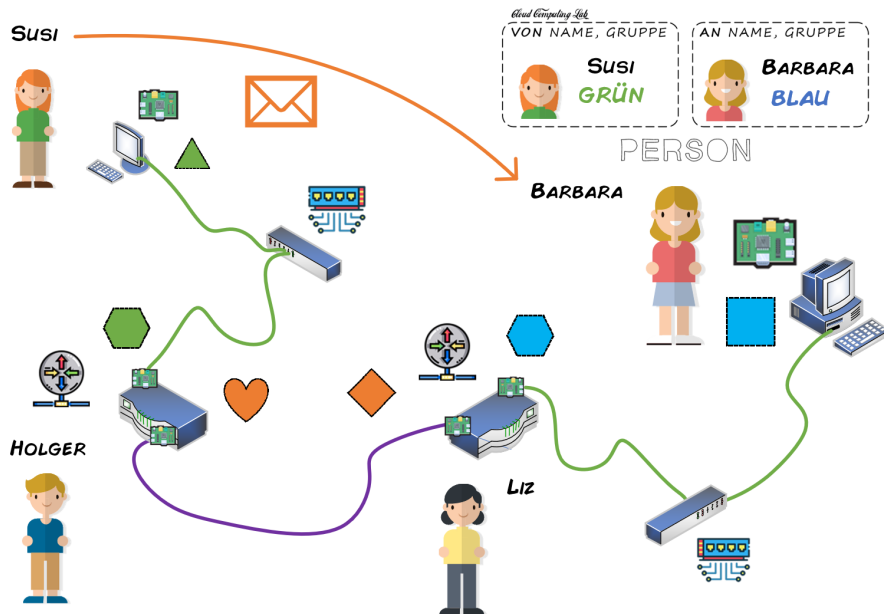 Susi
Cloud Computing Lab
VON NAME, GRUPPE
SUSI
GRÜN
AN NAME, GRUPPE
BARBARA
BLAU
PERSON
BARBARA
HOLGER
LIZ